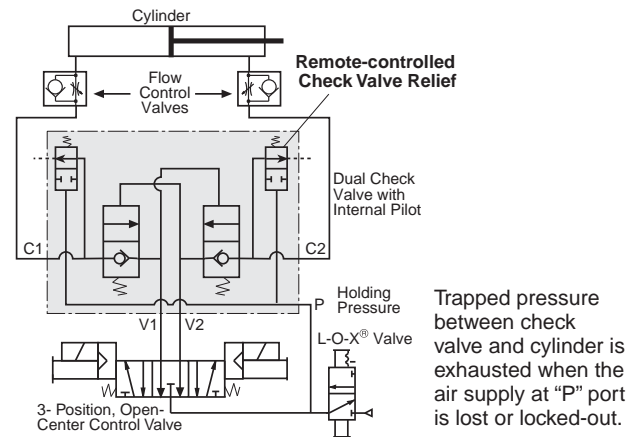 Cylinder
Flow
Control
Valves
Remote-controlled
Check Valve Relief
Dual Check
Valve with
Internal Pilot
C1
C2
P
Holding
Pressure
V1
V2
L-O-X® Valve
3- Position, Open-
Center Control Valve
Trapped pressure
between check
valve and cylinder is
exhausted when the
air supply at “P” port
is lost or locked-out.